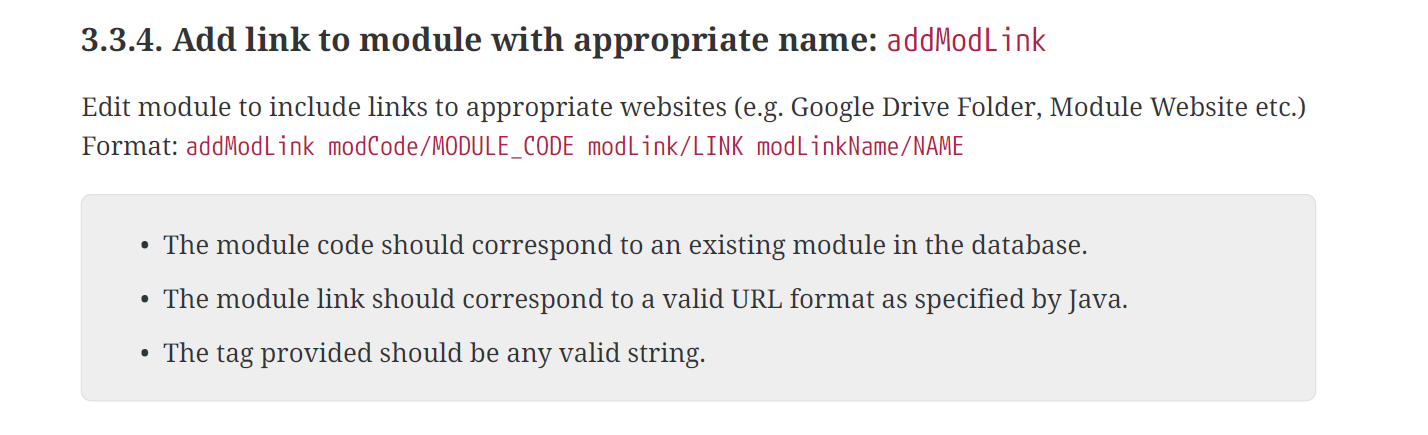 3.3.4. Add link to module with appropriate name: addModLink
Edit module to include links to appropriate websites (e.g. Google Drive Folder, Module Website etc.)
Format: addModLink modCode/MODULE_CODE modLink/LINK modLinkName/NAME
• The module code should correspond to an existing module in the database.
• The module link should correspond to a valid URL format as specified by Java.
• The tag provided should be any valid string.